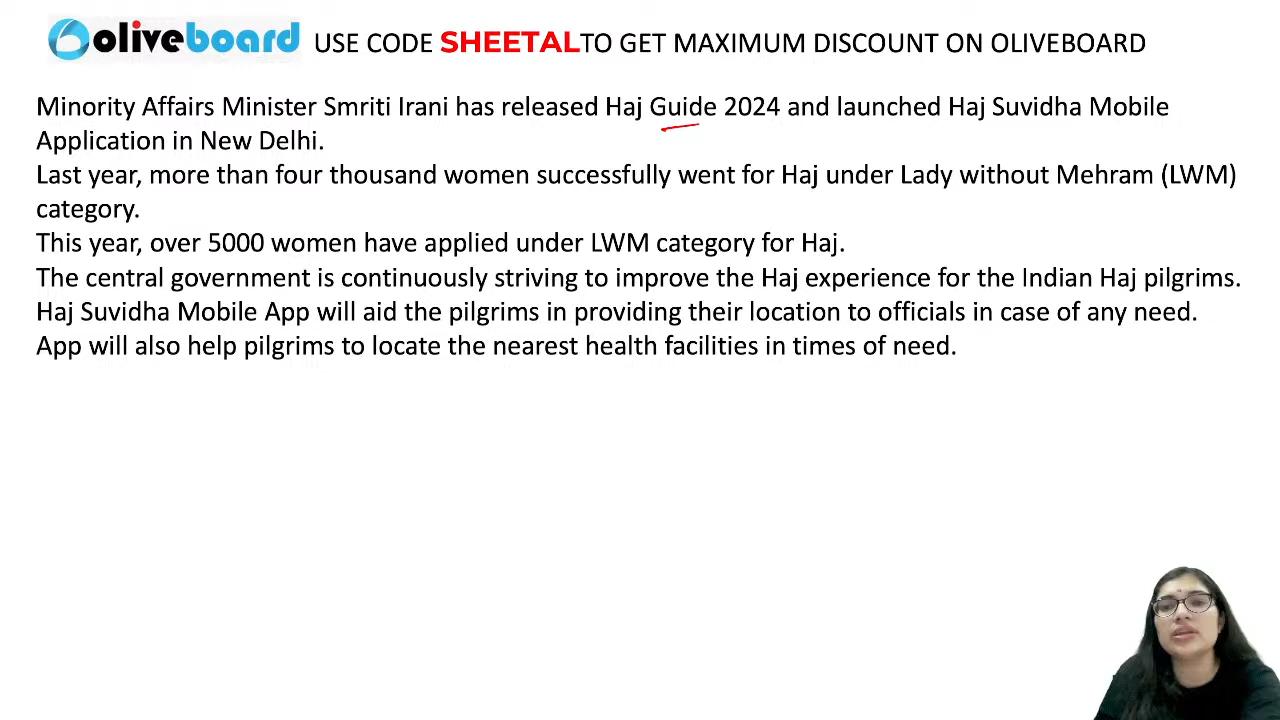 oliveboard USE CODE SHEETAL TO GET MAXIMUM DISCOUNT ON OLIVEBOARD
Minority Affairs Minister Smriti Irani has released Haj Guide 2024 and launched Haj Suvidha Mobile
Application in New Delhi.
Last year, more than four thousand women successfully went for Haj under Lady without Mehram (LWM)
category.
This year, over 5000 women have applied under LWM category for Haj.
The central government is continuously striving to improve the Haj experience for the Indian Haj pilgrims.
Haj Suvidha Mobile App will aid the pilgrims in providing their location to officials in case of any need.
App will also help pilgrims to locate the nearest health facilities in times of need.